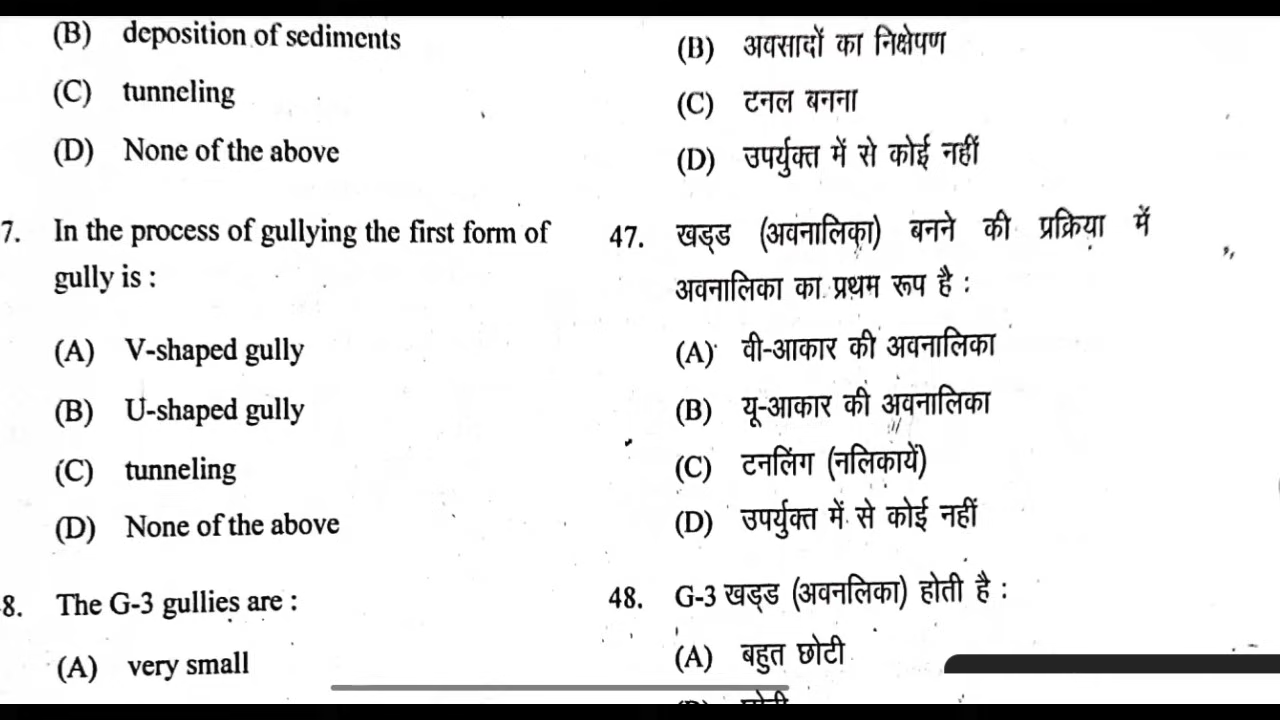 (B) deposition of sediments
(C) tunneling
(D) None of the above
7. In the process of gullying the first form of
gully is :
(A) V-shaped gully
(B) U-shaped gully
(C) tunneling
(D) None of the above
8. The G-3 gullies are :
(A) very small
(B) अवसादों का निक्षेपण
(C) टनल बनना
(D) उपर्युक्त में से कोई नहीं
47. खड्ड (अवनालिका) बनने की प्रक्रिया में
अवनालिका का प्रथम रूप है :
(A) वी-आकार की अवनालिका
(B) यू-आकार की अवनालिका
(C) टनलिंग (नलिकायें)
(D) उपर्युक्त में से कोई नहीं
48. G-3 खड्ड (अवनलिका) होती है :
(A) बहुत छोटी